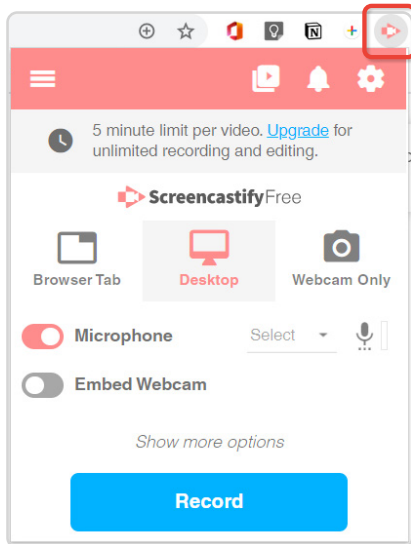 5 minute limit per video. Upgrade for
unlimited recording and editing.
ScreencastifyFree
Browser Tab
Desktop
Webcam Only
Microphone
Select
Embed Webcam
Show more options
Record